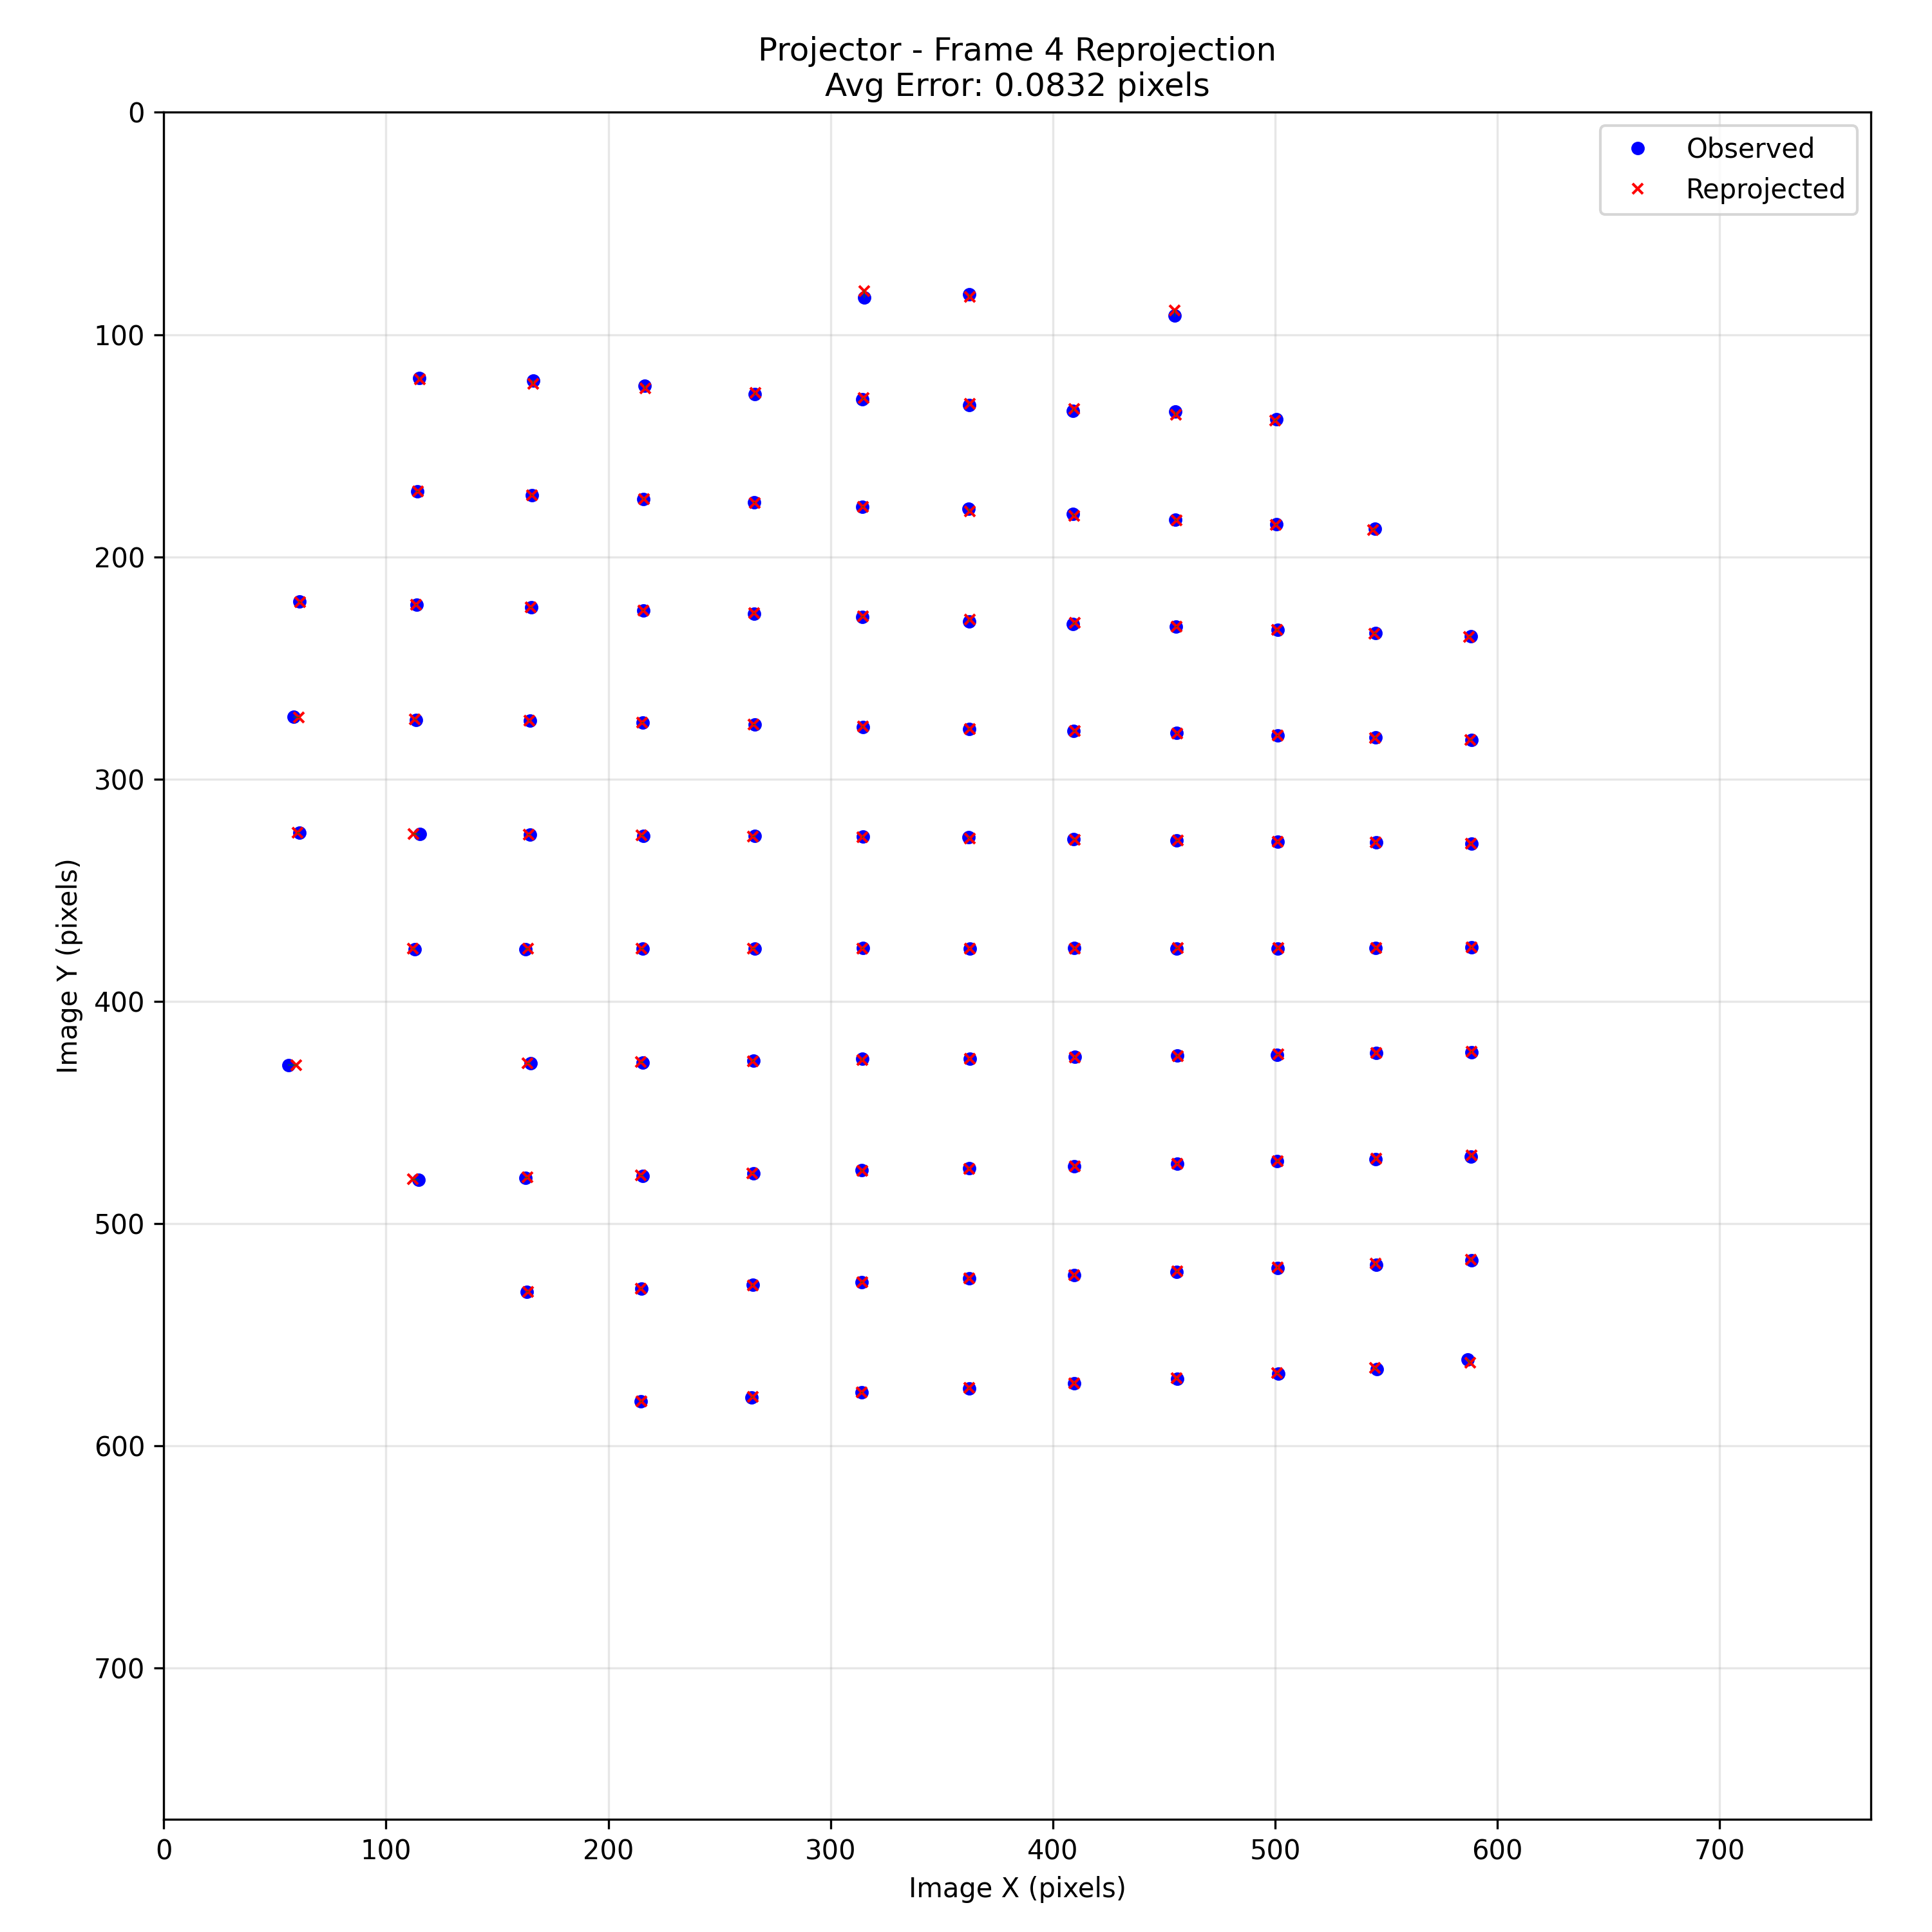 Projector - Frame 4 Reprojection
Avg Error: 0.0832 pixels
Observed
Reprojected
0
100
200
300
400
500
600
700
Image Y (pixels)
0 100 200 300 400 500 600 700
Image X (pixels)